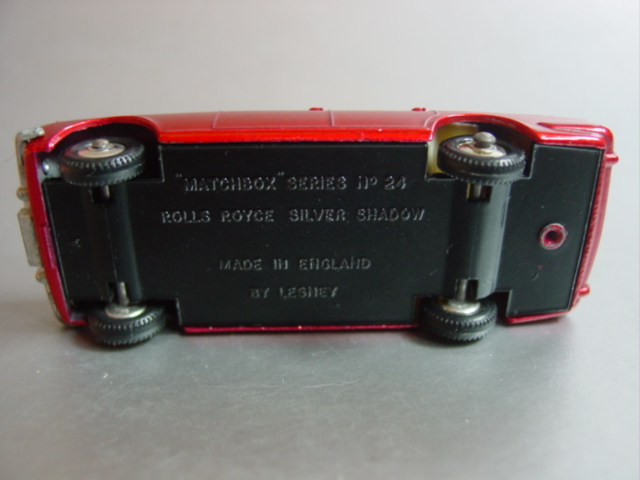 "MATCHBOX" SERIES Nº 24
ROLLS ROYCE SILVER SHADOW
MADE IN ENGLAND
BY LESNEY